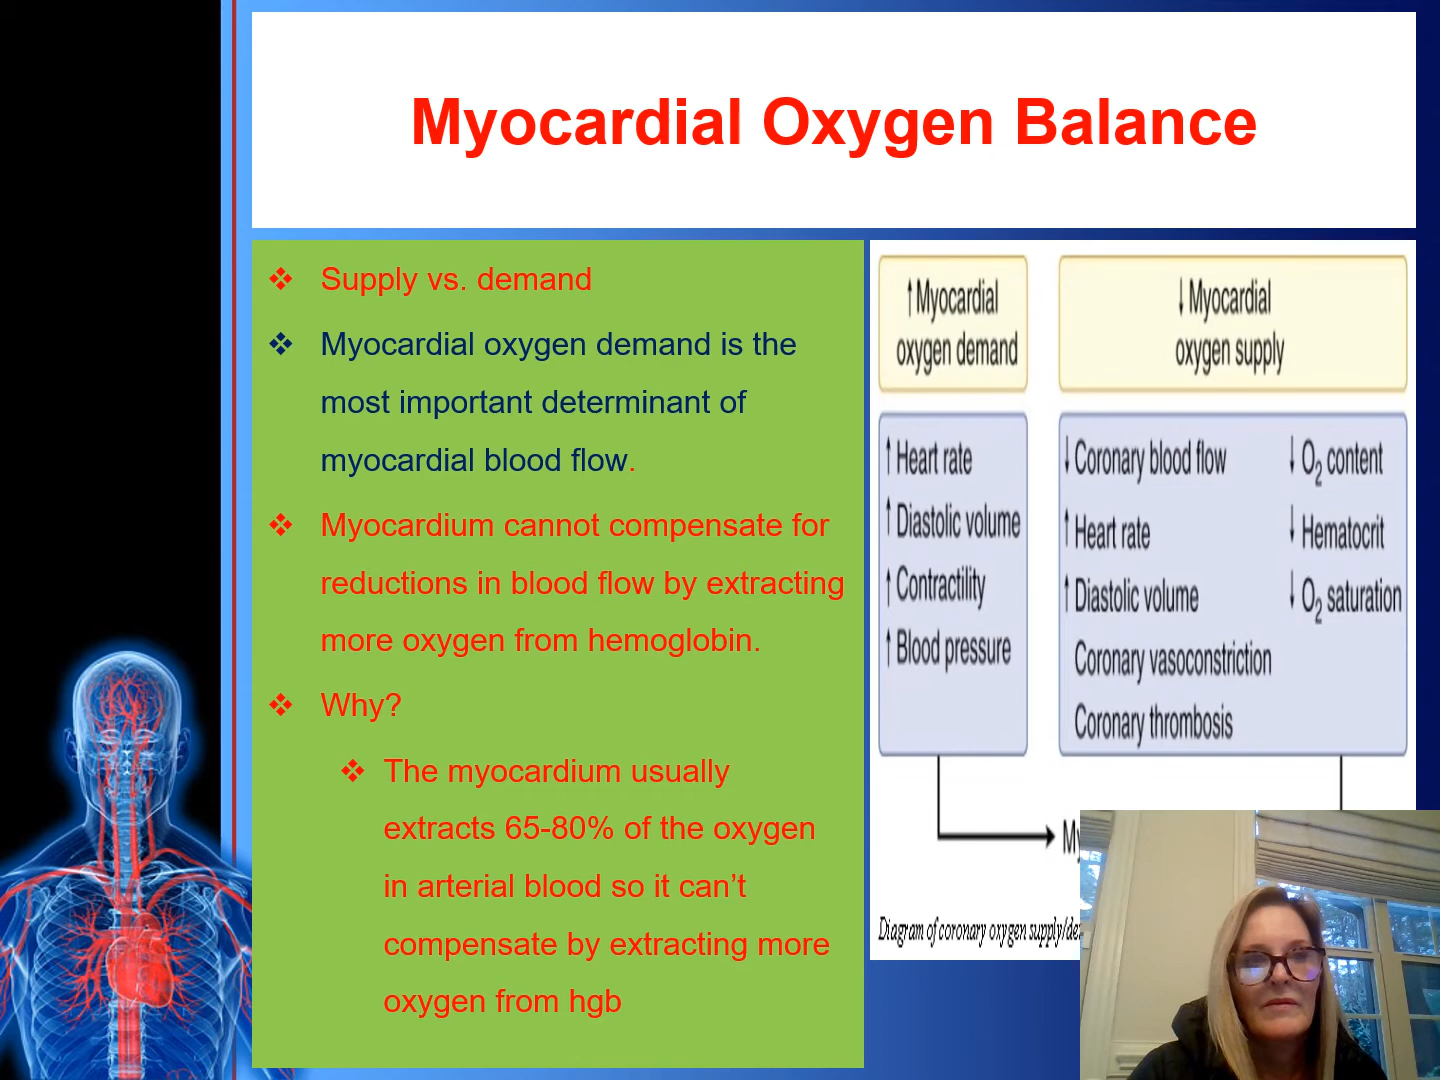 Myocardial Oxygen Balance
Supply vs. demand
Myocardial oxygen demand is the
most important determinant of
myocardial blood flow.
Myocardium cannot compensate for
reductions in blood flow by extracting
more oxygen from hemoglobin.
Why?
The myocardium usually
extracts 65-80% of the oxygen
in arterial blood so it can’t
compensate by extracting more
oxygen from hgb
↑Myocardial
oxygen demand
↑ Heart rate
↑ Diastolic volume
↑ Contractility
↑ Blood pressure
↓Myocardial
oxygen supply
↓ Coronary blood flow
↑ Heart rate
↑ Diastolic volume
Coronary vasoconstriction
Coronary thrombosis
↓ O₂ content
↓ Hematocrit
↓ O₂ saturation
Diagram of coronary oxygen supply/